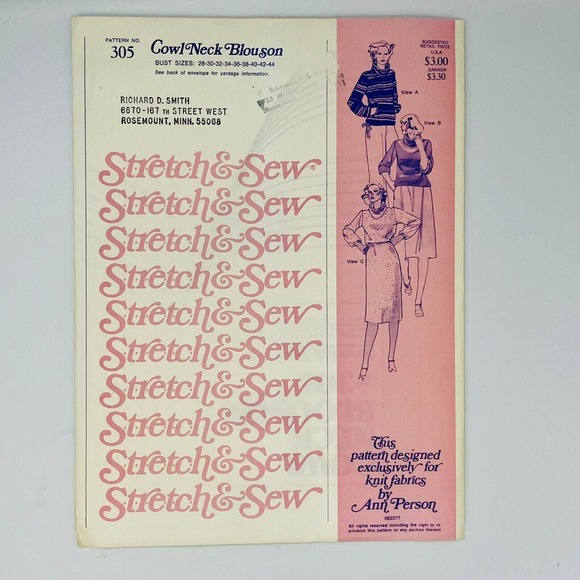 PATTERN NO.
305
Cowl Neck Blouson
BUST SIZES: 28-30-32-34-36-38-40-42-44
See back of envelope for yardage information.
RICHARD D. SMITH
6870-167 TH STREET WEST
ROSEMOUNT, MINN. 55068
Stretch & Sew®
Stretch & Sew
Stretch & Sew
Stretch & Sew
Stretch & Sew
Stretch & Sew
Stretch & Sew
Stretch & Sew
Stretch & Sew
SUGGESTED
RETAIL PRICE
U.S.A.
$3.00
CANADA
$3.30
View A
View B
View C
This
pattern designed
exclusively for
knit fabrics
by
Ann Person
082277
All rights reserved including the right to re-
produce this pattern or any portion thereof.